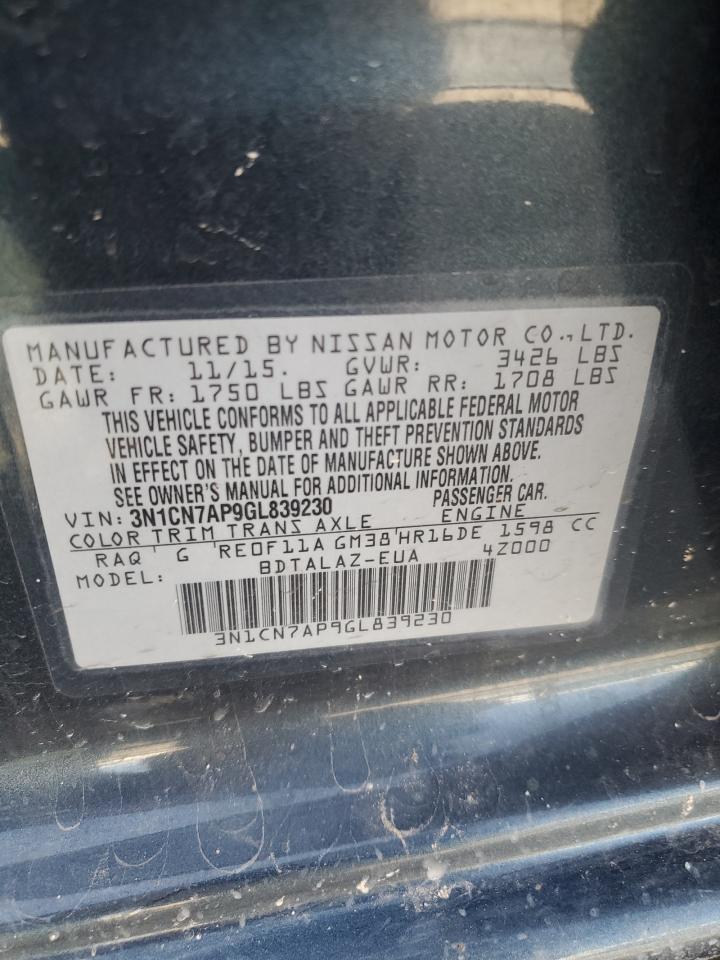 MANUFACTURED BY NISSAN MOTOR CO., LTD.
DATE: 11/15. GVWR: 3426 LBS
GAWR FR: 1750 LBS GAWR RR: 1708 LBS
THIS VEHICLE CONFORMS TO ALL APPLICABLE FEDERAL MOTOR
VEHICLE SAFETY, BUMPER AND THEFT PREVENTION STANDARDS
IN EFFECT ON THE DATE OF MANUFACTURE SHOWN ABOVE.
SEE OWNER'S MANUAL FOR ADDITIONAL INFORMATION.
VIN: 3N1CN7AP9GL839230 PASSENGER CAR.
COLOR TRIM TRANS AXLE ENGINE
RAQ G RE0F11A GM38 HR16DE 1598 CC
MODEL: BDTALAZ-EUA 4Z000
3N1CN7AP9GL839230